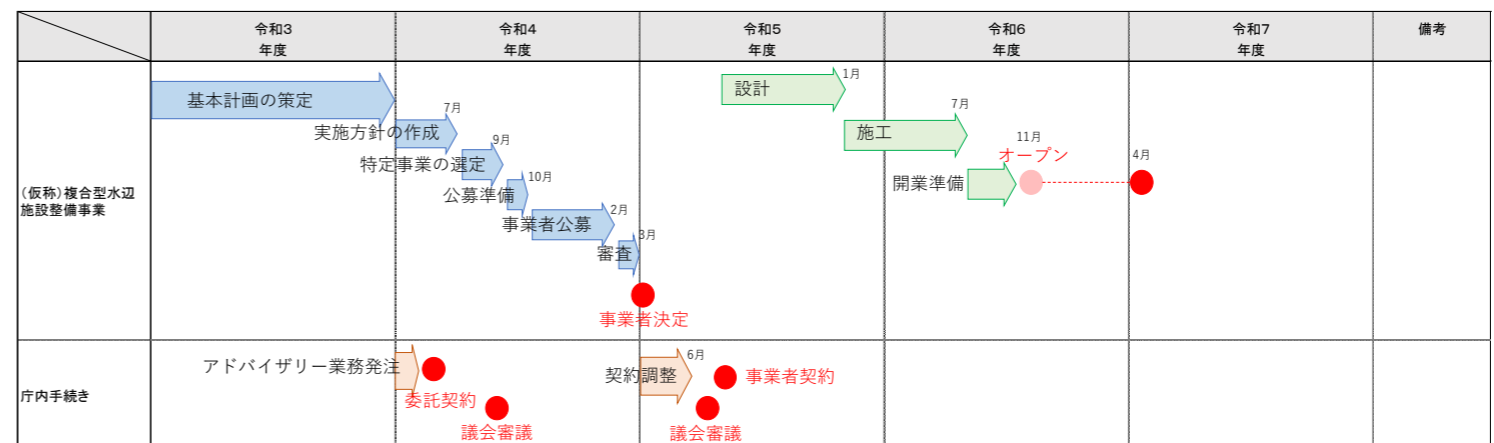 令和3
年度
令和4
年度
令和5
年度
令和6
年度
令和7
年度
備考
（仮称）複合型水辺
施設整備事業
基本計画の策定
実施方針の作成
7月
特定事業の選定
9月
公募準備
10月
事業者公募
2月
審査
3月
事業者決定
設計
1月
施工
7月
開業準備
11月
オープン
4月
庁内手続き
アドバイザリー業務発注
委託契約
議会審議
契約調整
6月
事業者契約
議会審議